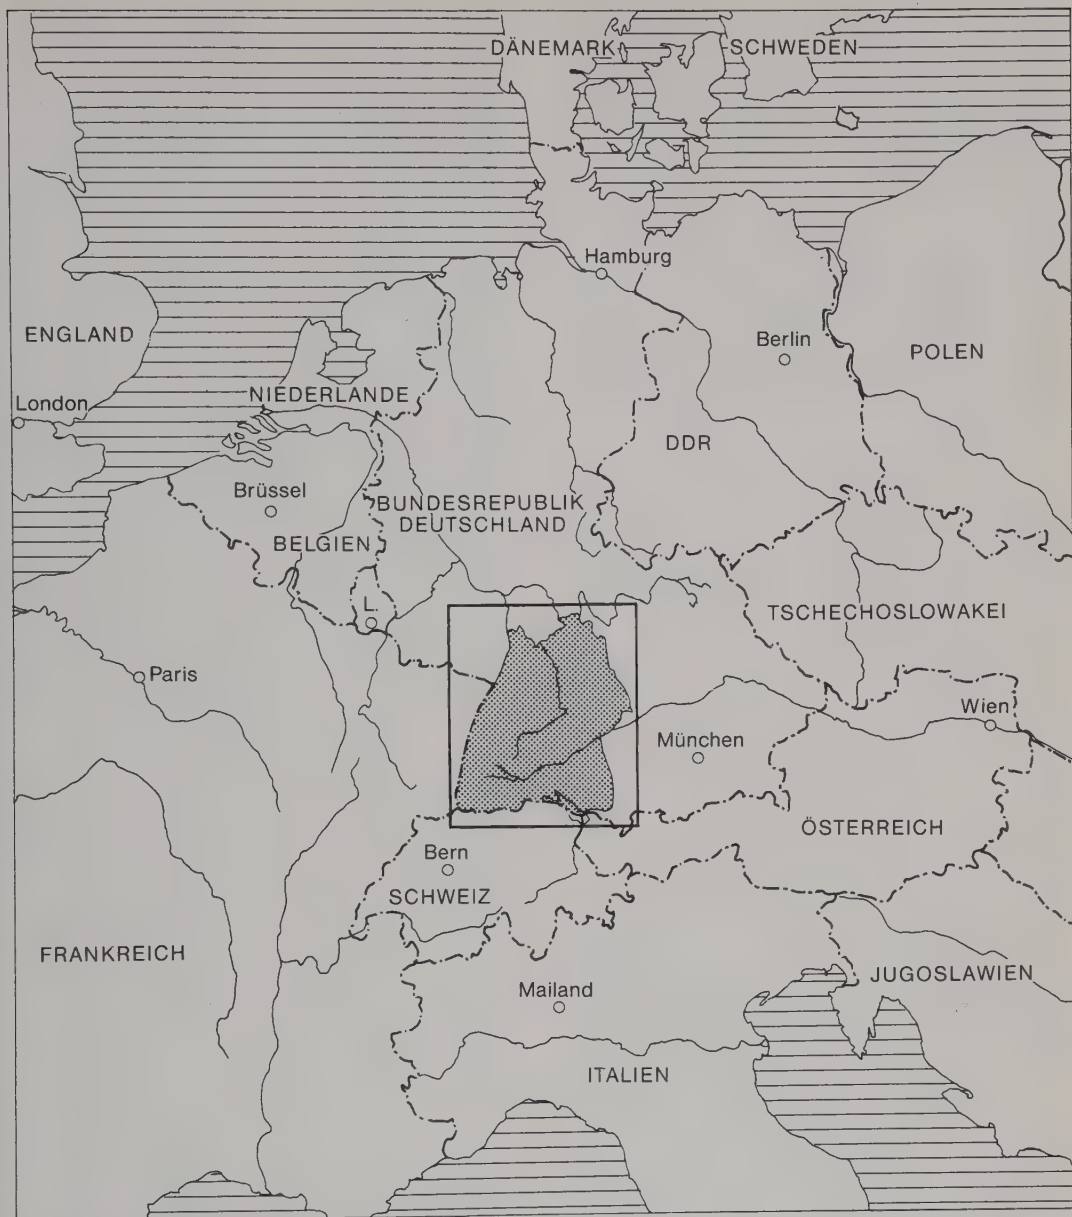 DÄNEMARK
SCHWEDEN
Hamburg
ENGLAND
Berlin
POLEN
NIEDERLANDE
London
DDR
Brüssel
BUNDESREPUBLIK
DEUTSCHLAND
BELGIEN
L.
TSCHECHOSLOWAKEI
Paris
Wien
München
ÖSTERREICH
Bern
SCHWEIZ
FRANKREICH
JUGOSLAWIEN
Mailand
ITALIEN